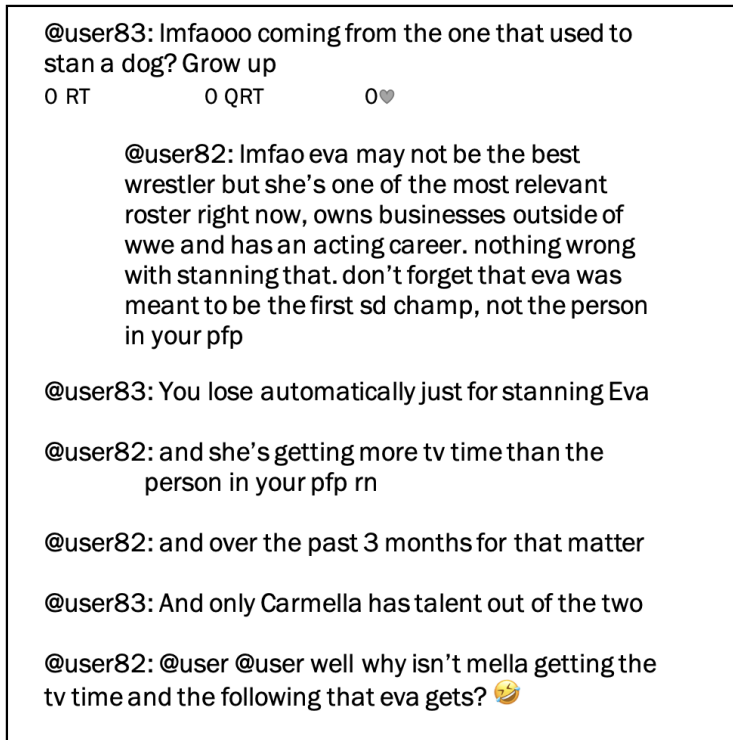 @user83: lmfaooo coming from the one that used to
stan a dog? Grow up
0 RT 0 QRT 0🖤
@user82: lmfao eva may not be the best
wrestler but she's one of the most relevant
roster right now, owns businesses outside of
wwe and has an acting career. nothing wrong
with stanning that. don't forget that eva was
meant to be the first sd champ, not the person
in your pfp
@user83: You lose automatically just for stanning Eva
@user82: and she's getting more tv time than the
person in your pfp rn
@user82: and over the past 3 months for that matter
@user83: And only Carmella has talent out of the two
@user82: @user @user well why isn't mella getting the
tv time and the following that eva gets? 🤣